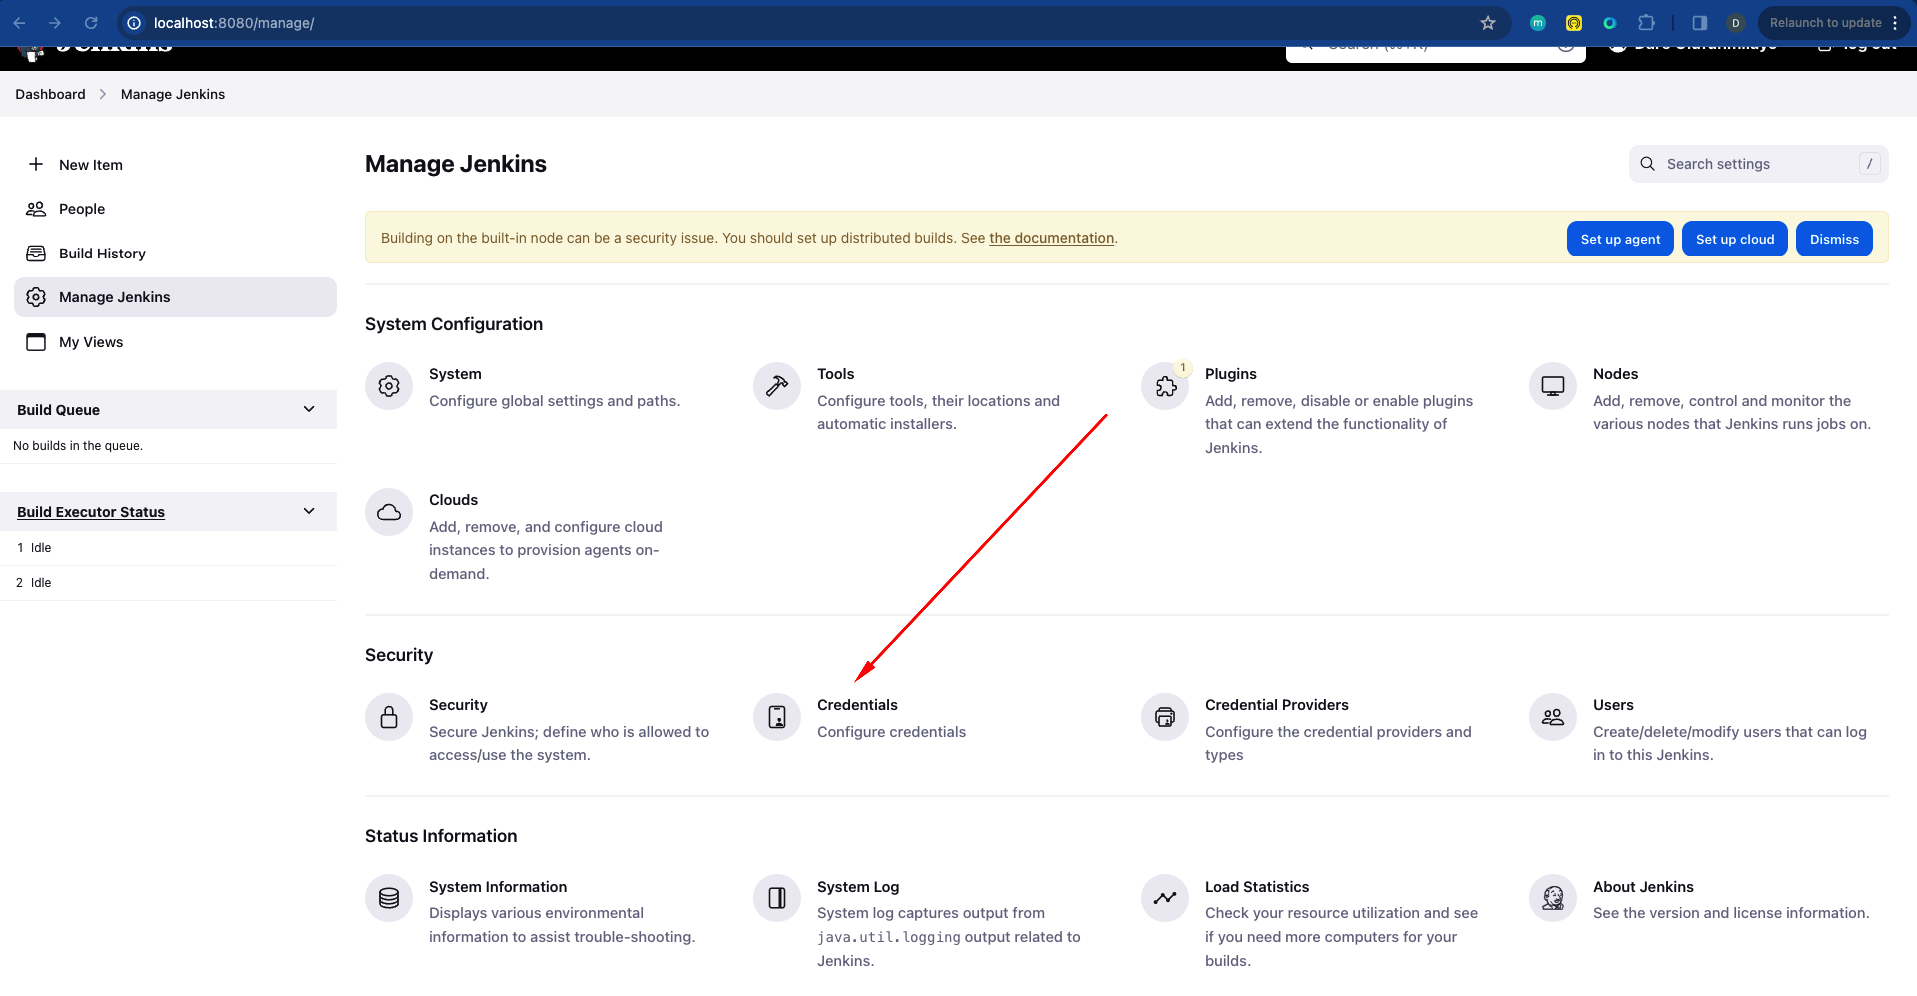 localhost:8080/manage/
m
D
Relaunch to update
Jenkins
Dashboard
Manage Jenkins
New Item
People
Build History
Manage Jenkins
My Views
Build Queue
No builds in the queue.
Build Executor Status
1 Idle
2 Idle
Manage Jenkins
Search settings
/
Building on the built-in node can be a security issue. You should set up distributed builds. See the documentation.
Set up agent
Set up cloud
Dismiss
System Configuration
System
Configure global settings and paths.
Tools
Configure tools, their locations and
automatic installers.
1
Plugins
Add, remove, disable or enable plugins
that can extend the functionality of
Jenkins.
Nodes
Add, remove, control and monitor the
various nodes that Jenkins runs jobs on.
Clouds
Add, remove, and configure cloud
instances to provision agents on-
demand.
Security
Security
Secure Jenkins; define who is allowed to
access/use the system.
Credentials
Configure credentials
Credential Providers
Configure the credential providers and
types
Users
Create/delete/modify users that can log
in to this Jenkins.
Status Information
System Information
Displays various environmental
information to assist trouble-shooting.
System Log
System log captures output from
java.util.logging output related to
Jenkins.
Load Statistics
Check your resource utilization and see
if you need more computers for your
builds.
About Jenkins
See the version and license information.